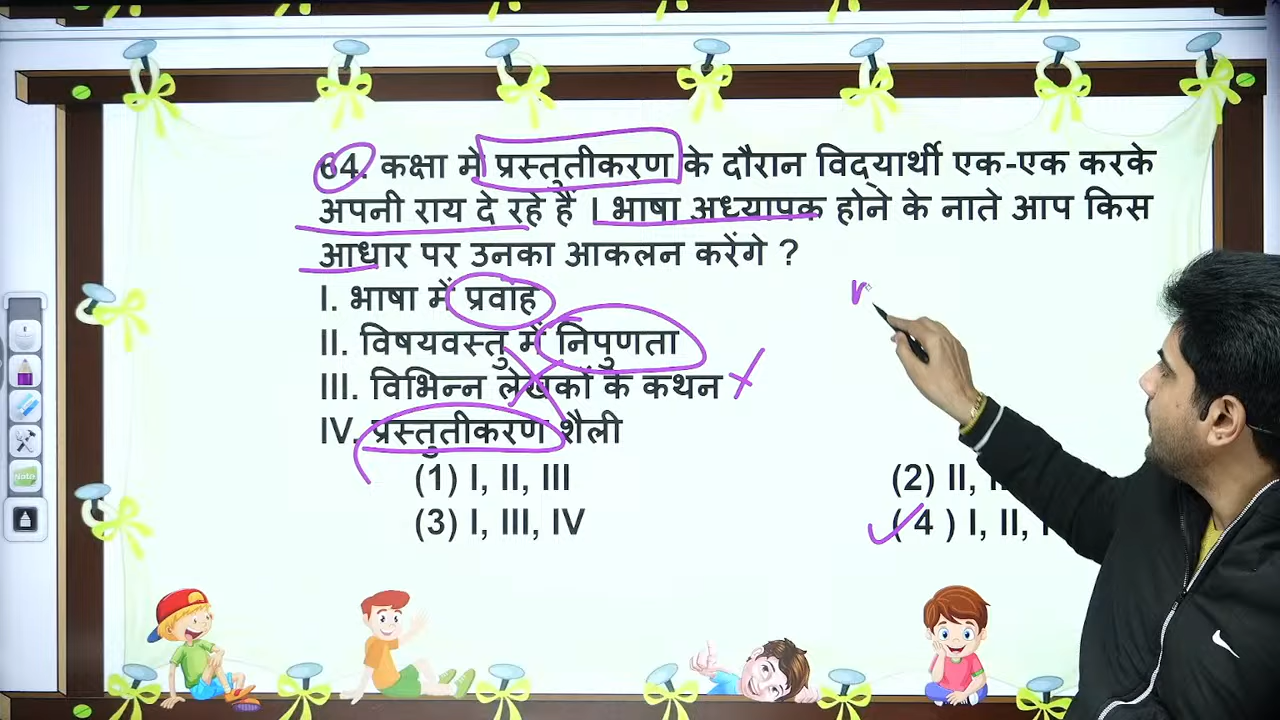 64. कक्षा में प्रस्तुतीकरण के दौरान विद्यार्थी एक-एक करके
अपनी राय दे रहे हैं । भाषा अध्यापक होने के नाते आप किस
आधार पर उनका आकलन करेंगे ?
I. भाषा में प्रवाह
II. विषयवस्तु में निपुणता
III. विभिन्न लेखकों के कथन
IV. प्रस्तुतीकरण शैली
(1) I, II, III
(2) II,
(3) I, III, IV
( 4 ) I, II,
Note